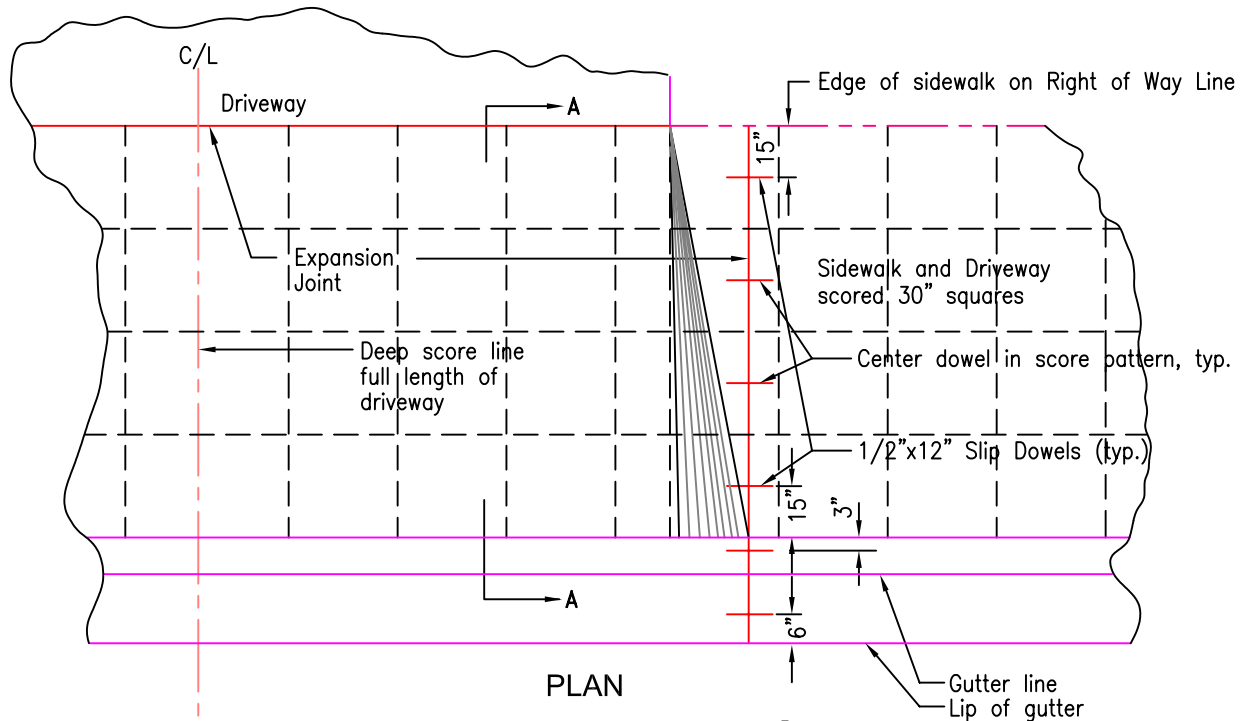 C/L
Driveway
A
Edge of sidewalk on Right of Way Line
15”
Expansion
Joint
Sidewalk and Driveway
scored 30” squares
Deep score line
full length of
driveway
Center dowel in score pattern, typ.
1/2”x12” Slip Dowels (typ.)
15”
3”
A
6”
PLAN
Gutter line
Lip of gutter